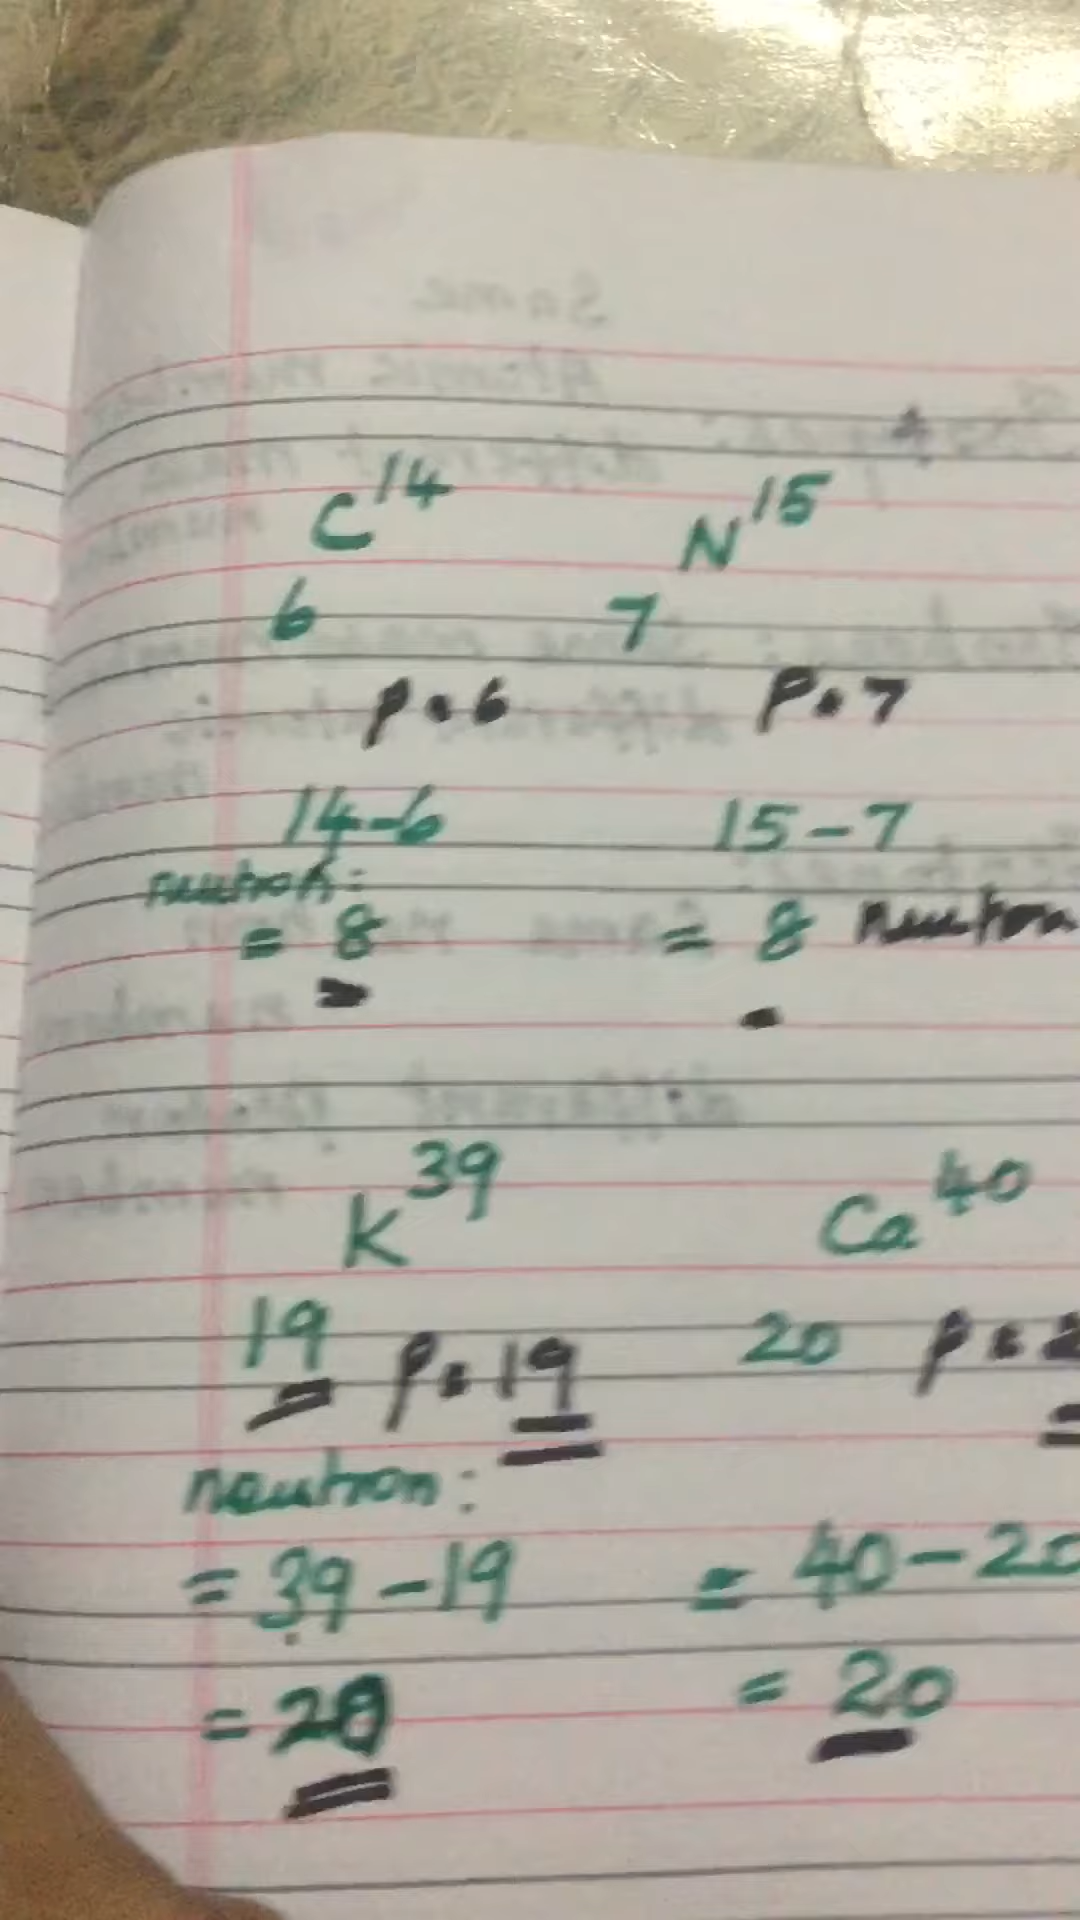 C14 N15
6 7
P = 6 P = 7
14-6 15-7
neutron:
= 8 = 8 neutron
K39 Ca40
19 P = 19 20 P =
neutron:
= 39-19 = 40-20
= 20 = 20